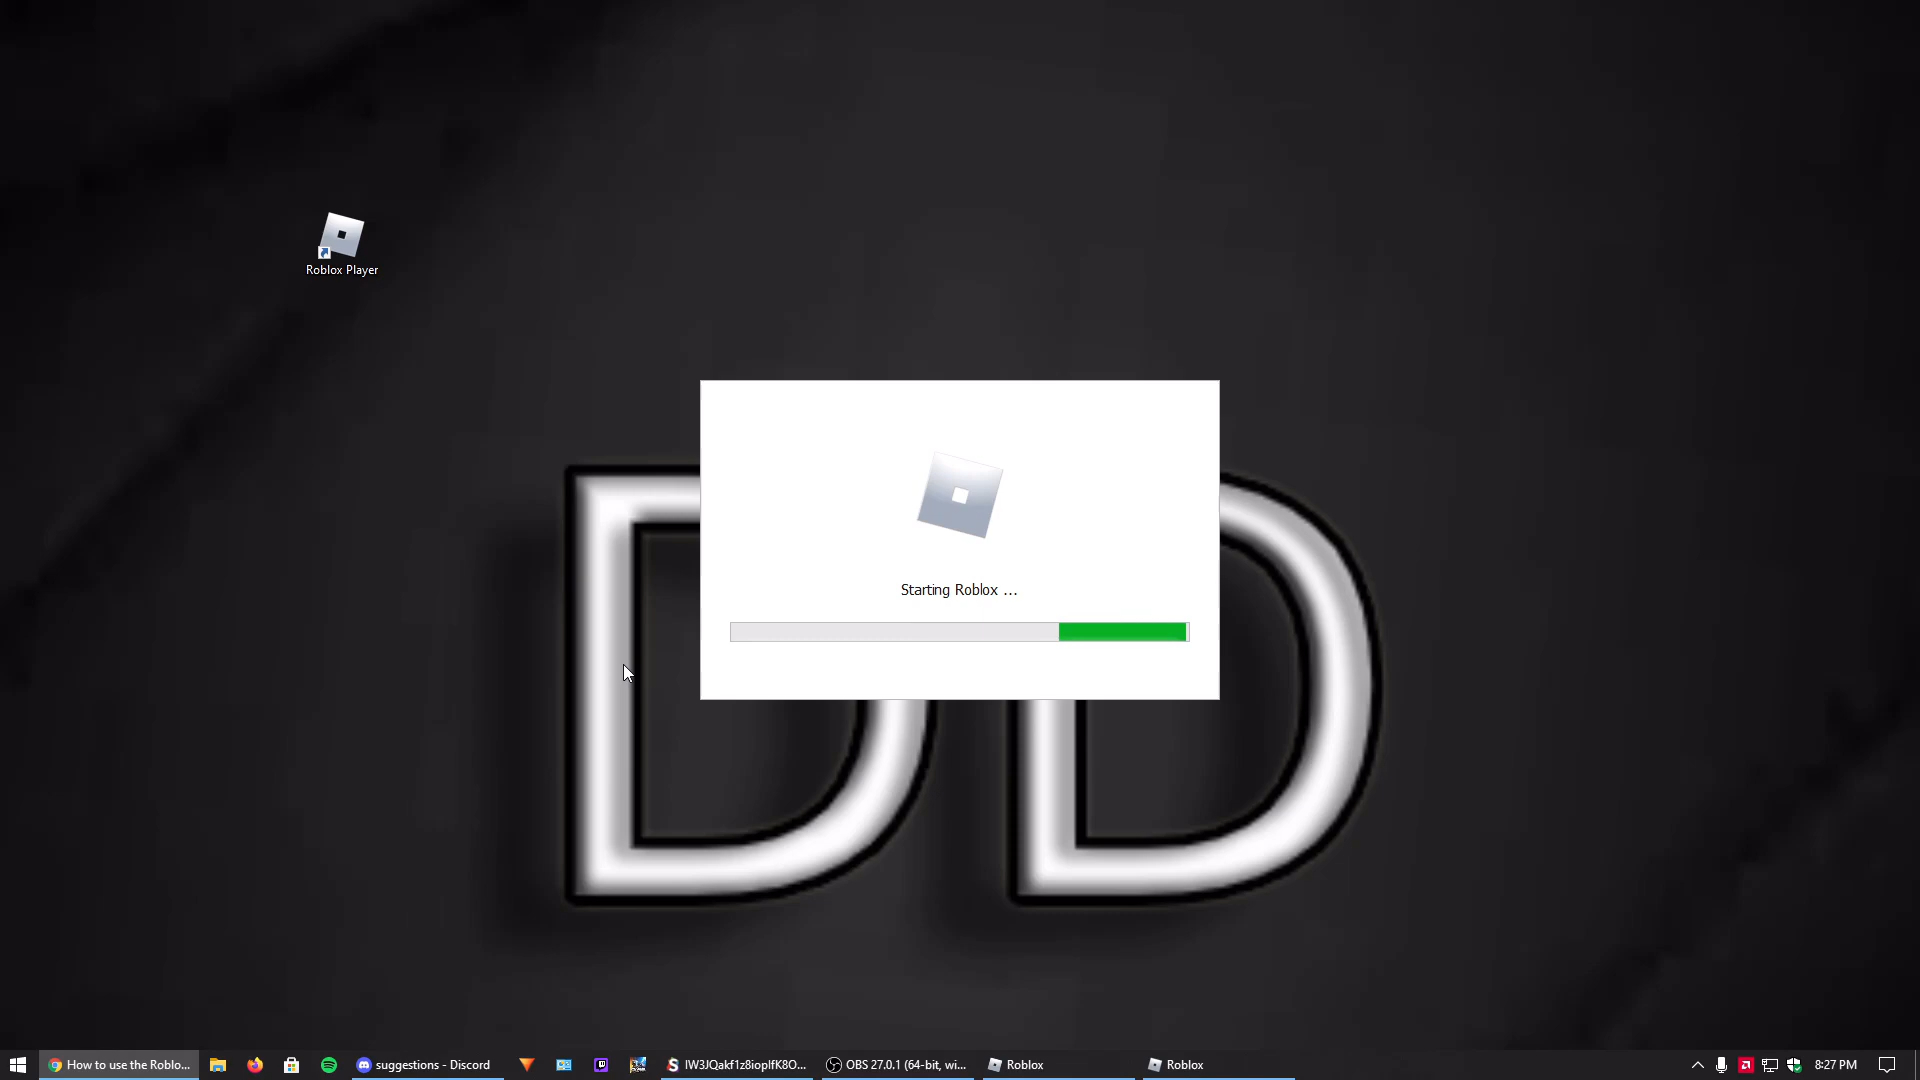 Roblox Player
DD
Starting Roblox ...
How to use the Roblo...
suggestions - Discord
OBS 27.0.1 (64-bit, wi...
Roblox
Roblox
8:27 PM